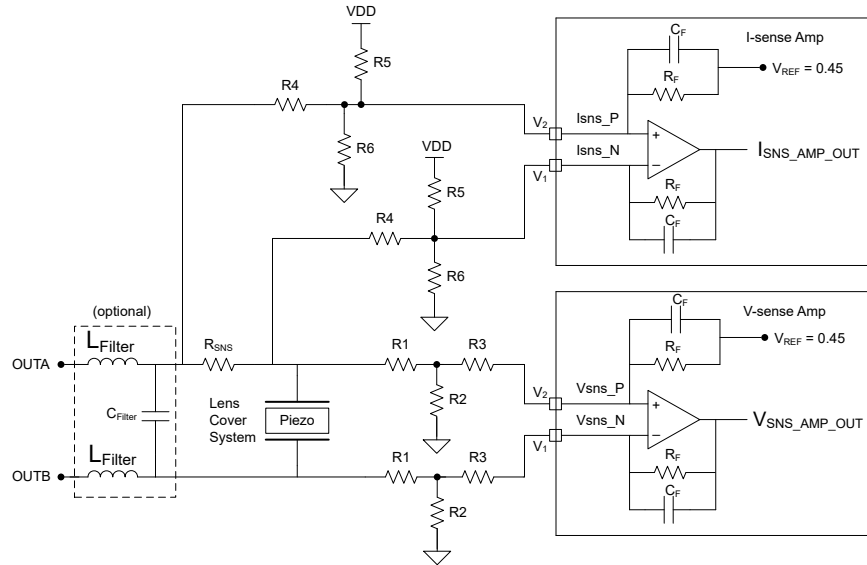 VDD
R5
R4
R6
VDD
R5
R4
R6
V2
Isns_P
Isns_N
V1
CF
RF
I-sense Amp
VREF = 0.45
+
−
ISNS_AMP_OUT
RF
CF
(optional)
LFilter
OUTA
CFilter
LFilter
OUTB
RSNS
Lens
Cover
System
Piezo
R1
R3
R2
R1
R3
R2
V2
Vsns_P
Vsns_N
V1
CF
RF
V-sense Amp
VREF = 0.45
+
−
VSNS_AMP_OUT
RF
CF